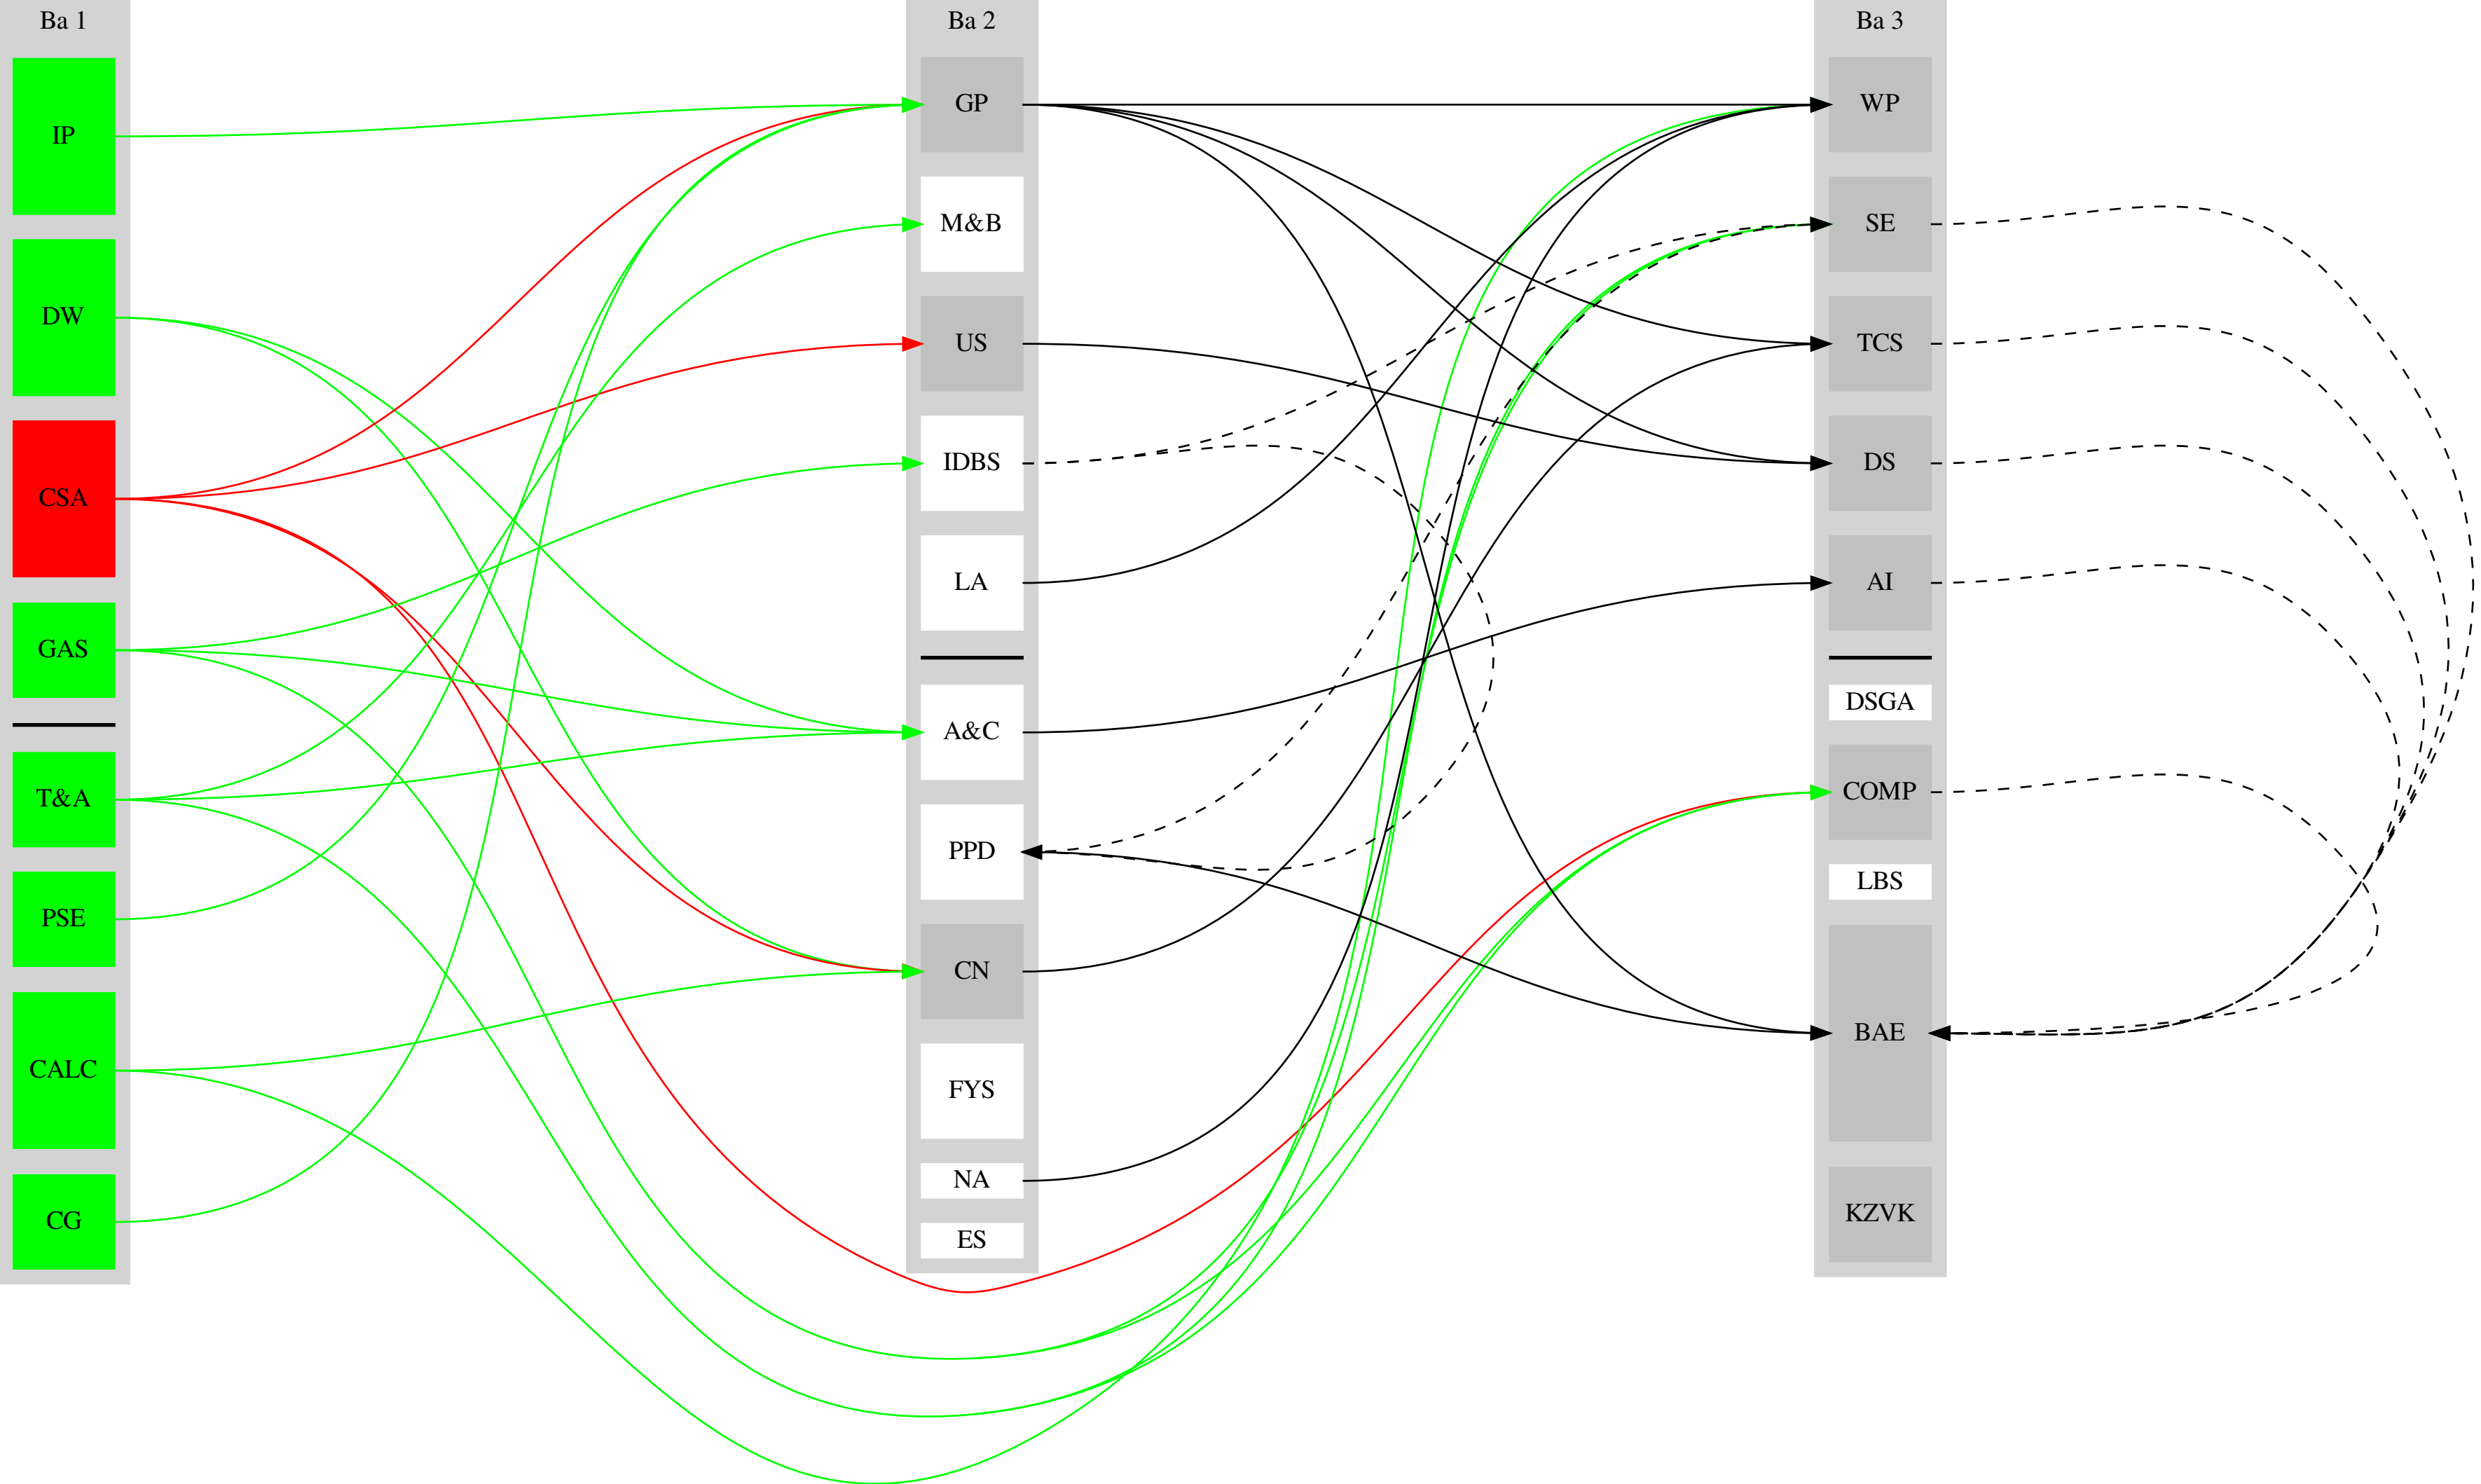 Ba 1
IP
DW
CSA
GAS
T&A
PSE
CALC
CG
Ba 2
GP
M&B
US
IDBS
LA
A&C
PPD
CN
FYS
NA
ES
Ba 3
WP
SE
TCS
DS
AI
DSGA
COMP
LBS
BAE
KZVK